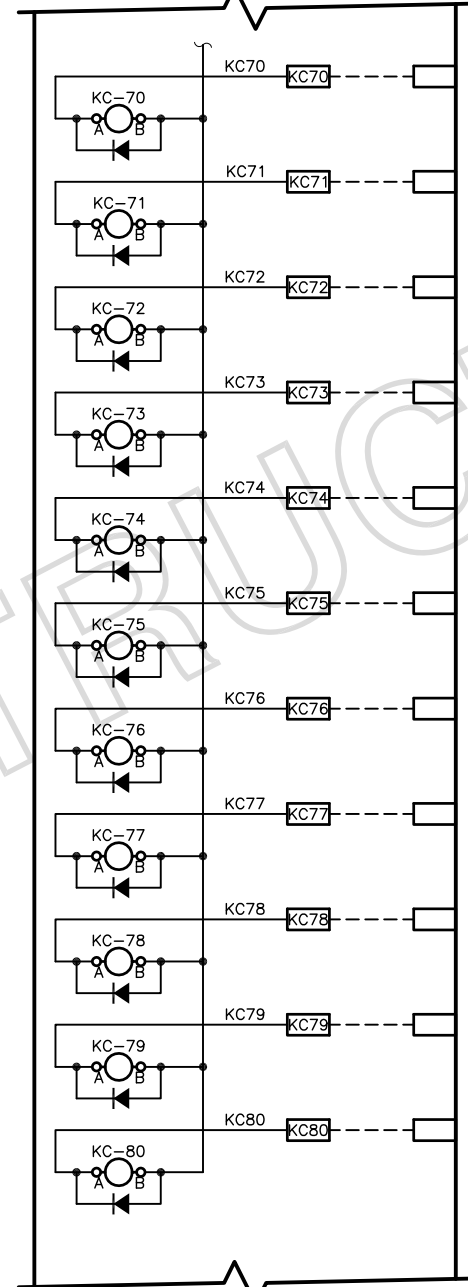 KC70 KC70
KC-70
A B
KC71 KC71
KC-71
A B
KC72 KC72
KC-72
A B
KC73 KC73
KC-73
A B
KC74 KC74
KC-74
A B
KC75 KC75
KC-75
A B
KC76 KC76
KC-76
A B
KC77 KC77
KC-77
A B
KC78 KC78
KC-78
A B
KC79 KC79
KC-79
A B
KC80 KC80
KC-80
A B
TRUC